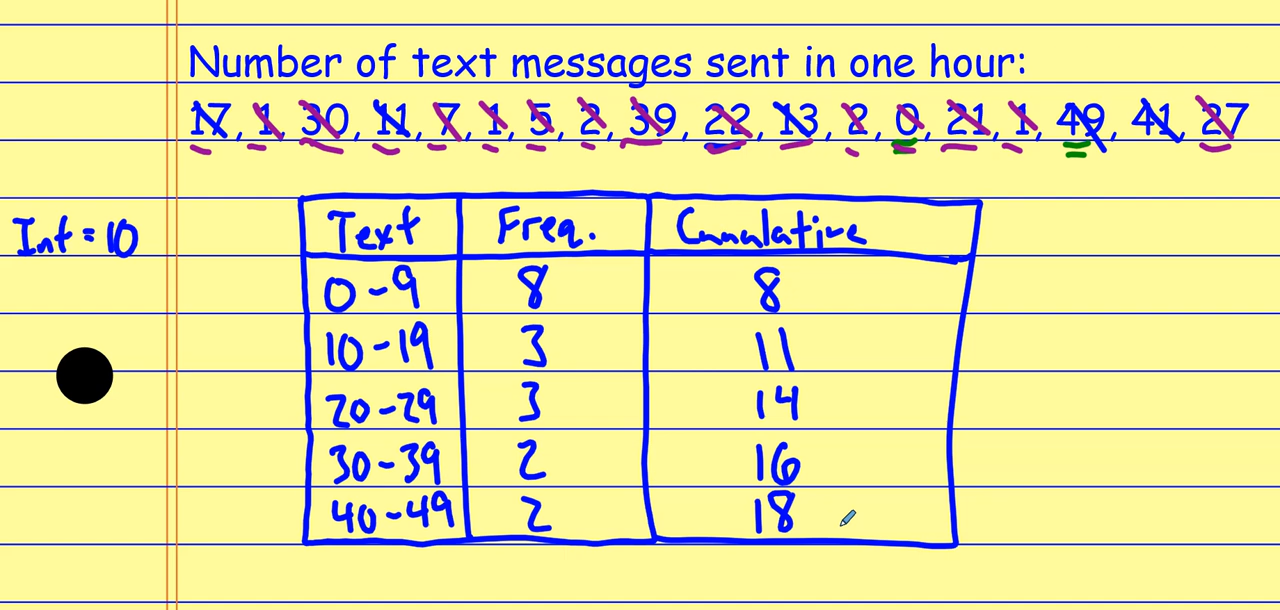 Number of text messages sent in one hour:
17, 1, 30, 11, 7, 1, 5, 2, 39, 22, 13, 2, 0, 21, 1, 49, 41, 27
Int = 10
Text Freq. Cumulative
0-9 8 8
10-19 3 11
20-29 3 14
30-39 2 16
40-49 2 18